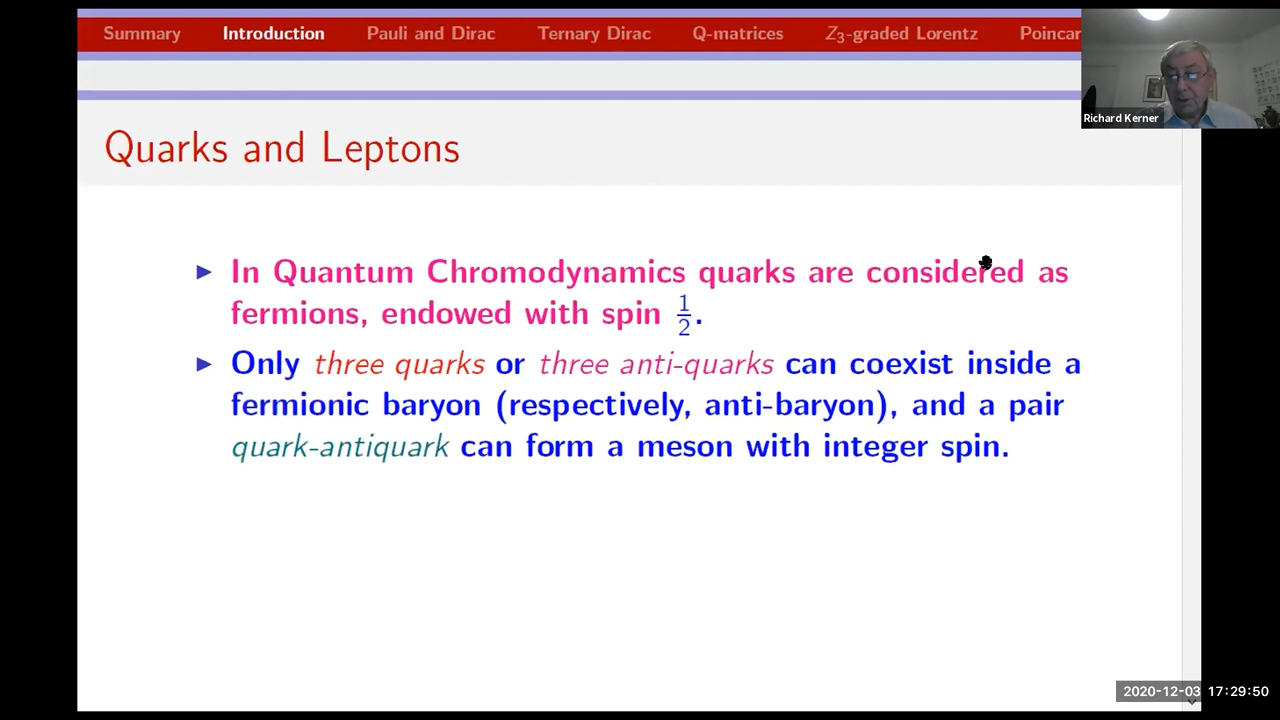 Summary Introduction Pauli and Dirac Ternary Dirac Q-matrices Z₃-graded Lorentz Poincar
Richard Kerner
Quarks and Leptons
▶ In Quantum Chromodynamics quarks are considered as
fermions, endowed with spin 1/2.
▶ Only three quarks or three anti-quarks can coexist inside a
fermionic baryon (respectively, anti-baryon), and a pair
quark-antiquark can form a meson with integer spin.
2020-12-03 17:29:50